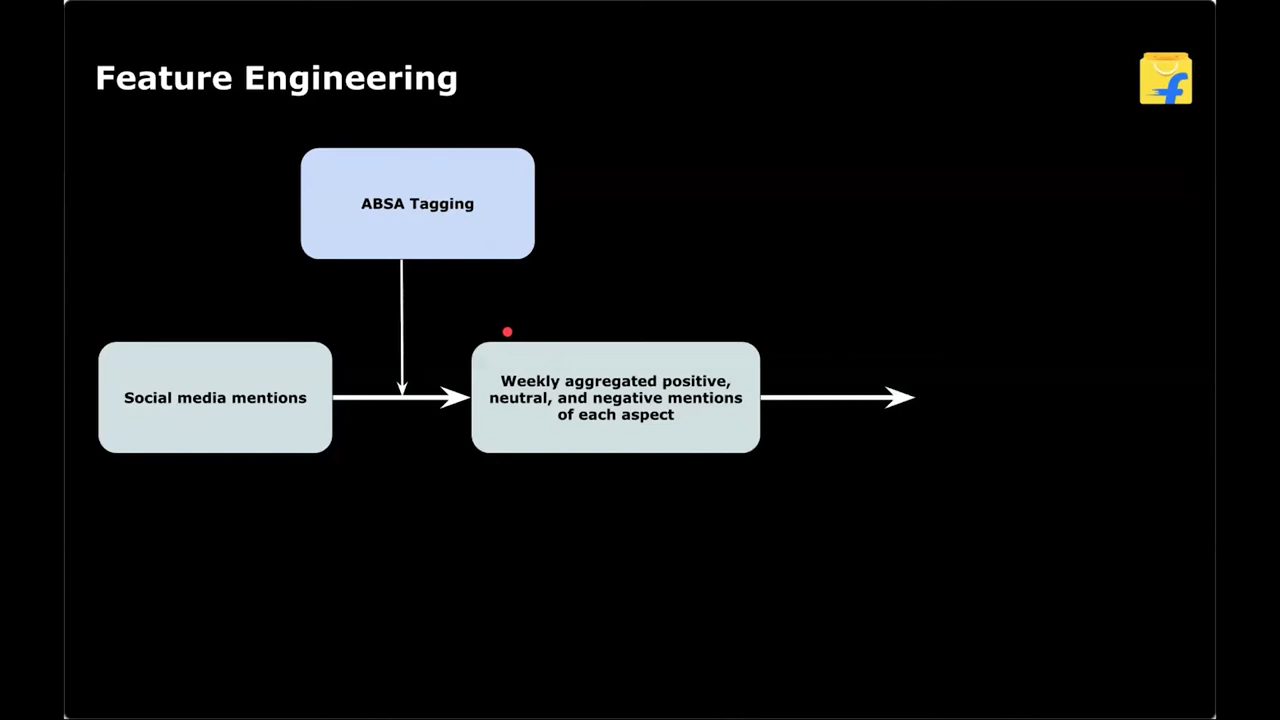 Feature Engineering
ABSA Tagging
Social media mentions
Weekly aggregated positive,
neutral, and negative mentions
of each aspect